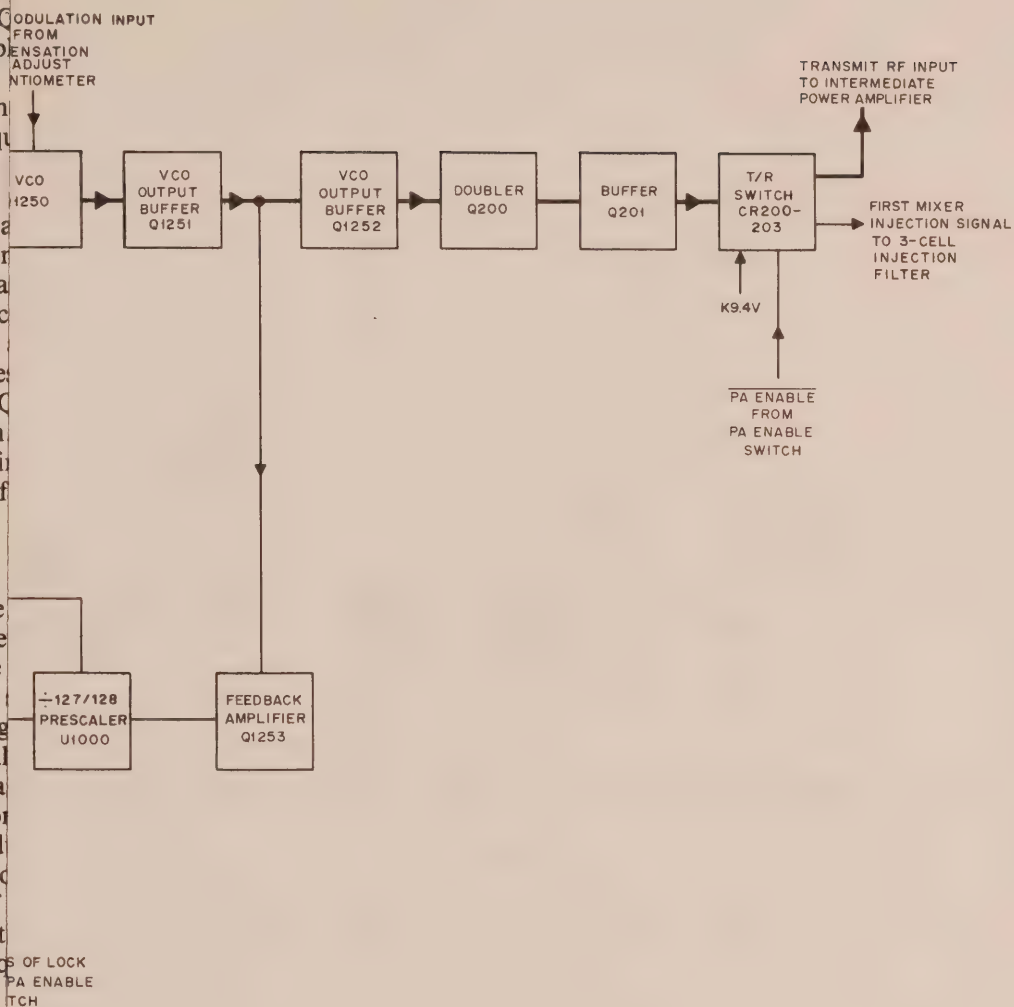 ODULATION INPUT
FROM
ENSATION
ADJUST
NTIOMETER
TRANSMIT RF INPUT
TO INTERMEDIATE
POWER AMPLIFIER
VCO
1250
VCO
OUTPUT
BUFFER
Q1251
VCO
OUTPUT
BUFFER
Q1252
DOUBLER
Q200
BUFFER
Q201
T/R
SWITCH
CR200-
203
FIRST MIXER
INJECTION SIGNAL
TO 3-CELL
INJECTION
FILTER
K9.4V
PA ENABLE
FROM
PA ENABLE
SWITCH
÷127/128
PRESCALER
U1000
FEEDBACK
AMPLIFIER
Q1253
S OF LOCK
PA ENABLE
TCH